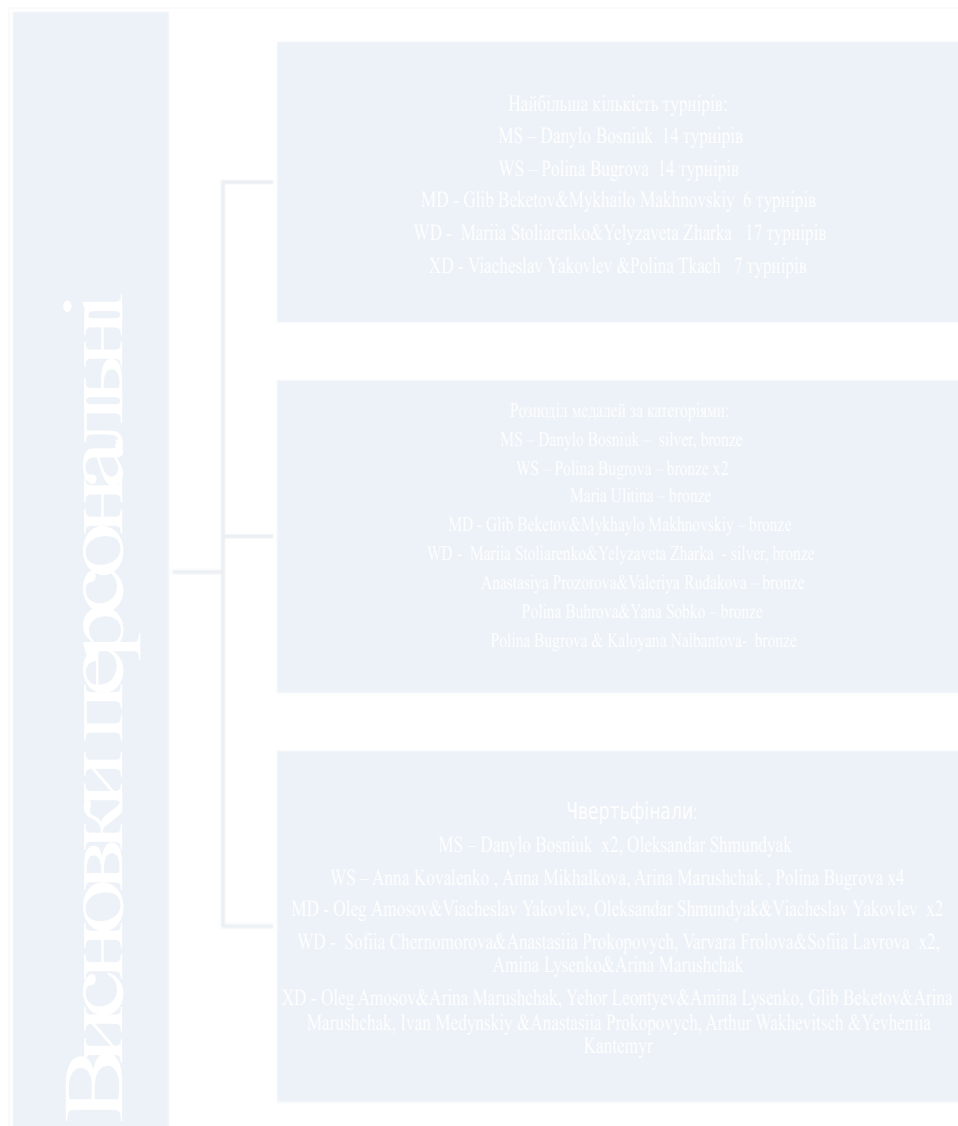 Висновки персональні
Найбільша кількість турнірів:
MS – Danylo Bosniuk 14 турнірів
WS – Polina Bugrova 14 турнірів
MD - Glib Beketov&Mykhailo Makhnovskiy 6 турнірів
WD - Mariia Stoliarenko&Yelyzaveta Zharka 17 турнірів
XD - Viacheslav Yakovlev &Polina Tkach 7 турнірів
Розподіл медалей за категоріями:
MS – Danylo Bosniuk – silver, bronze
WS – Polina Bugrova – bronze x2
Maria Ulitina – bronze
MD - Glib Beketov&Mykhaylo Makhnovskiy – bronze
WD - Mariia Stoliarenko&Yelyzaveta Zharka - silver, bronze
Anastasiya Prozorova&Valeriya Rudakova – bronze
Polina Buhrova&Yana Sobko – bronze
Polina Bugrova & Kaloyana Nalbantova- bronze
Чвертьфінали:
MS – Danylo Bosniuk x2, Oleksandar Shmundyak
WS – Anna Kovalenko , Anna Mikhalkova, Arina Marushchak , Polina Bugrova x4
MD - Oleg Amosov&Viacheslav Yakovlev, Oleksandar Shmundyak&Viacheslav Yakovlev x2
WD - Sofiia Chernomorova&Anastasiia Prokopovych, Varvara Frolova&Sofiia Lavrova x2,
Amina Lysenko&Arina Marushchak
XD - Oleg Amosov&Arina Marushchak, Yehor Leontyev&Amina Lysenko, Glib Beketov&Arina
Marushchak, Ivan Medynskiy &Anastasiia Prokopovych, Arthur Wakhevitsch &Yevheniia
Kantemyr